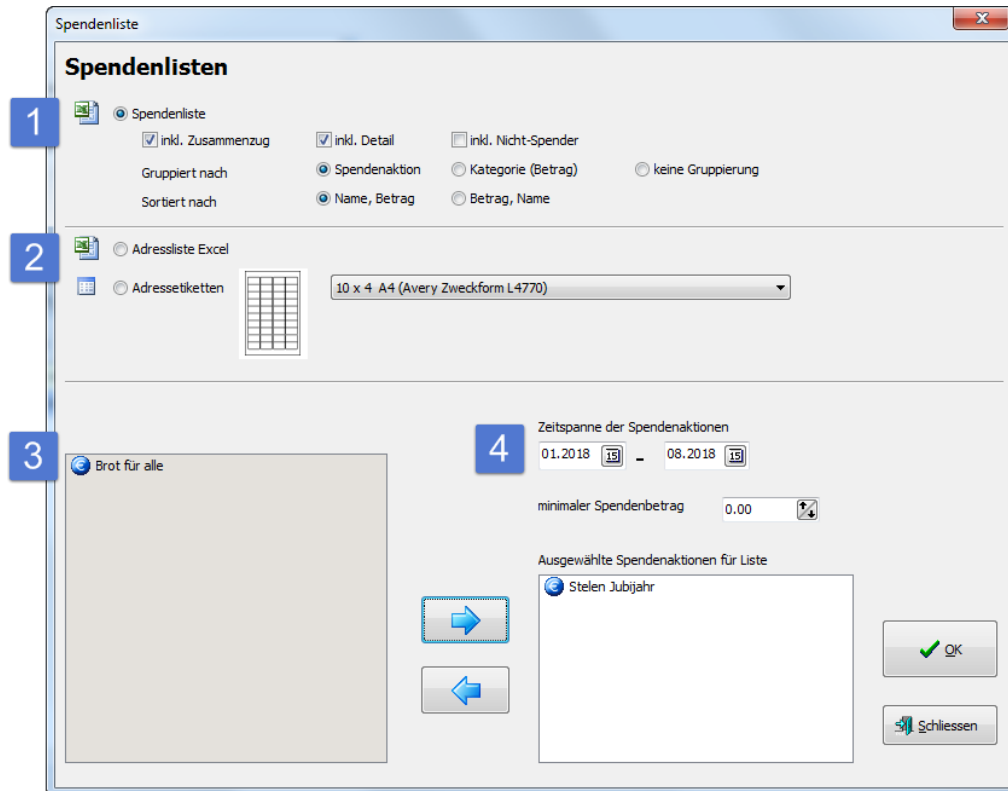 Spendenliste
Spendenlisten
1
Spendenliste
inkl. Zusammenzug inkl. Detail inkl. Nicht-Spender
Gruppiert nach Spendenaktion Kategorie (Betrag) keine Gruppierung
Sortiert nach Name, Betrag Betrag, Name
2
Adressliste Excel
Adressetiketten 10 x 4 A4 (Avery Zweckform L4770)
3
Brot für alle
4
Zeitspanne der Spendenaktionen
01.2018 15 - 08.2018 15
minimaler Spendenbetrag 0.00
Ausgewählte Spendenaktionen für Liste
Stelen Jubijahr
OK
Schliessen